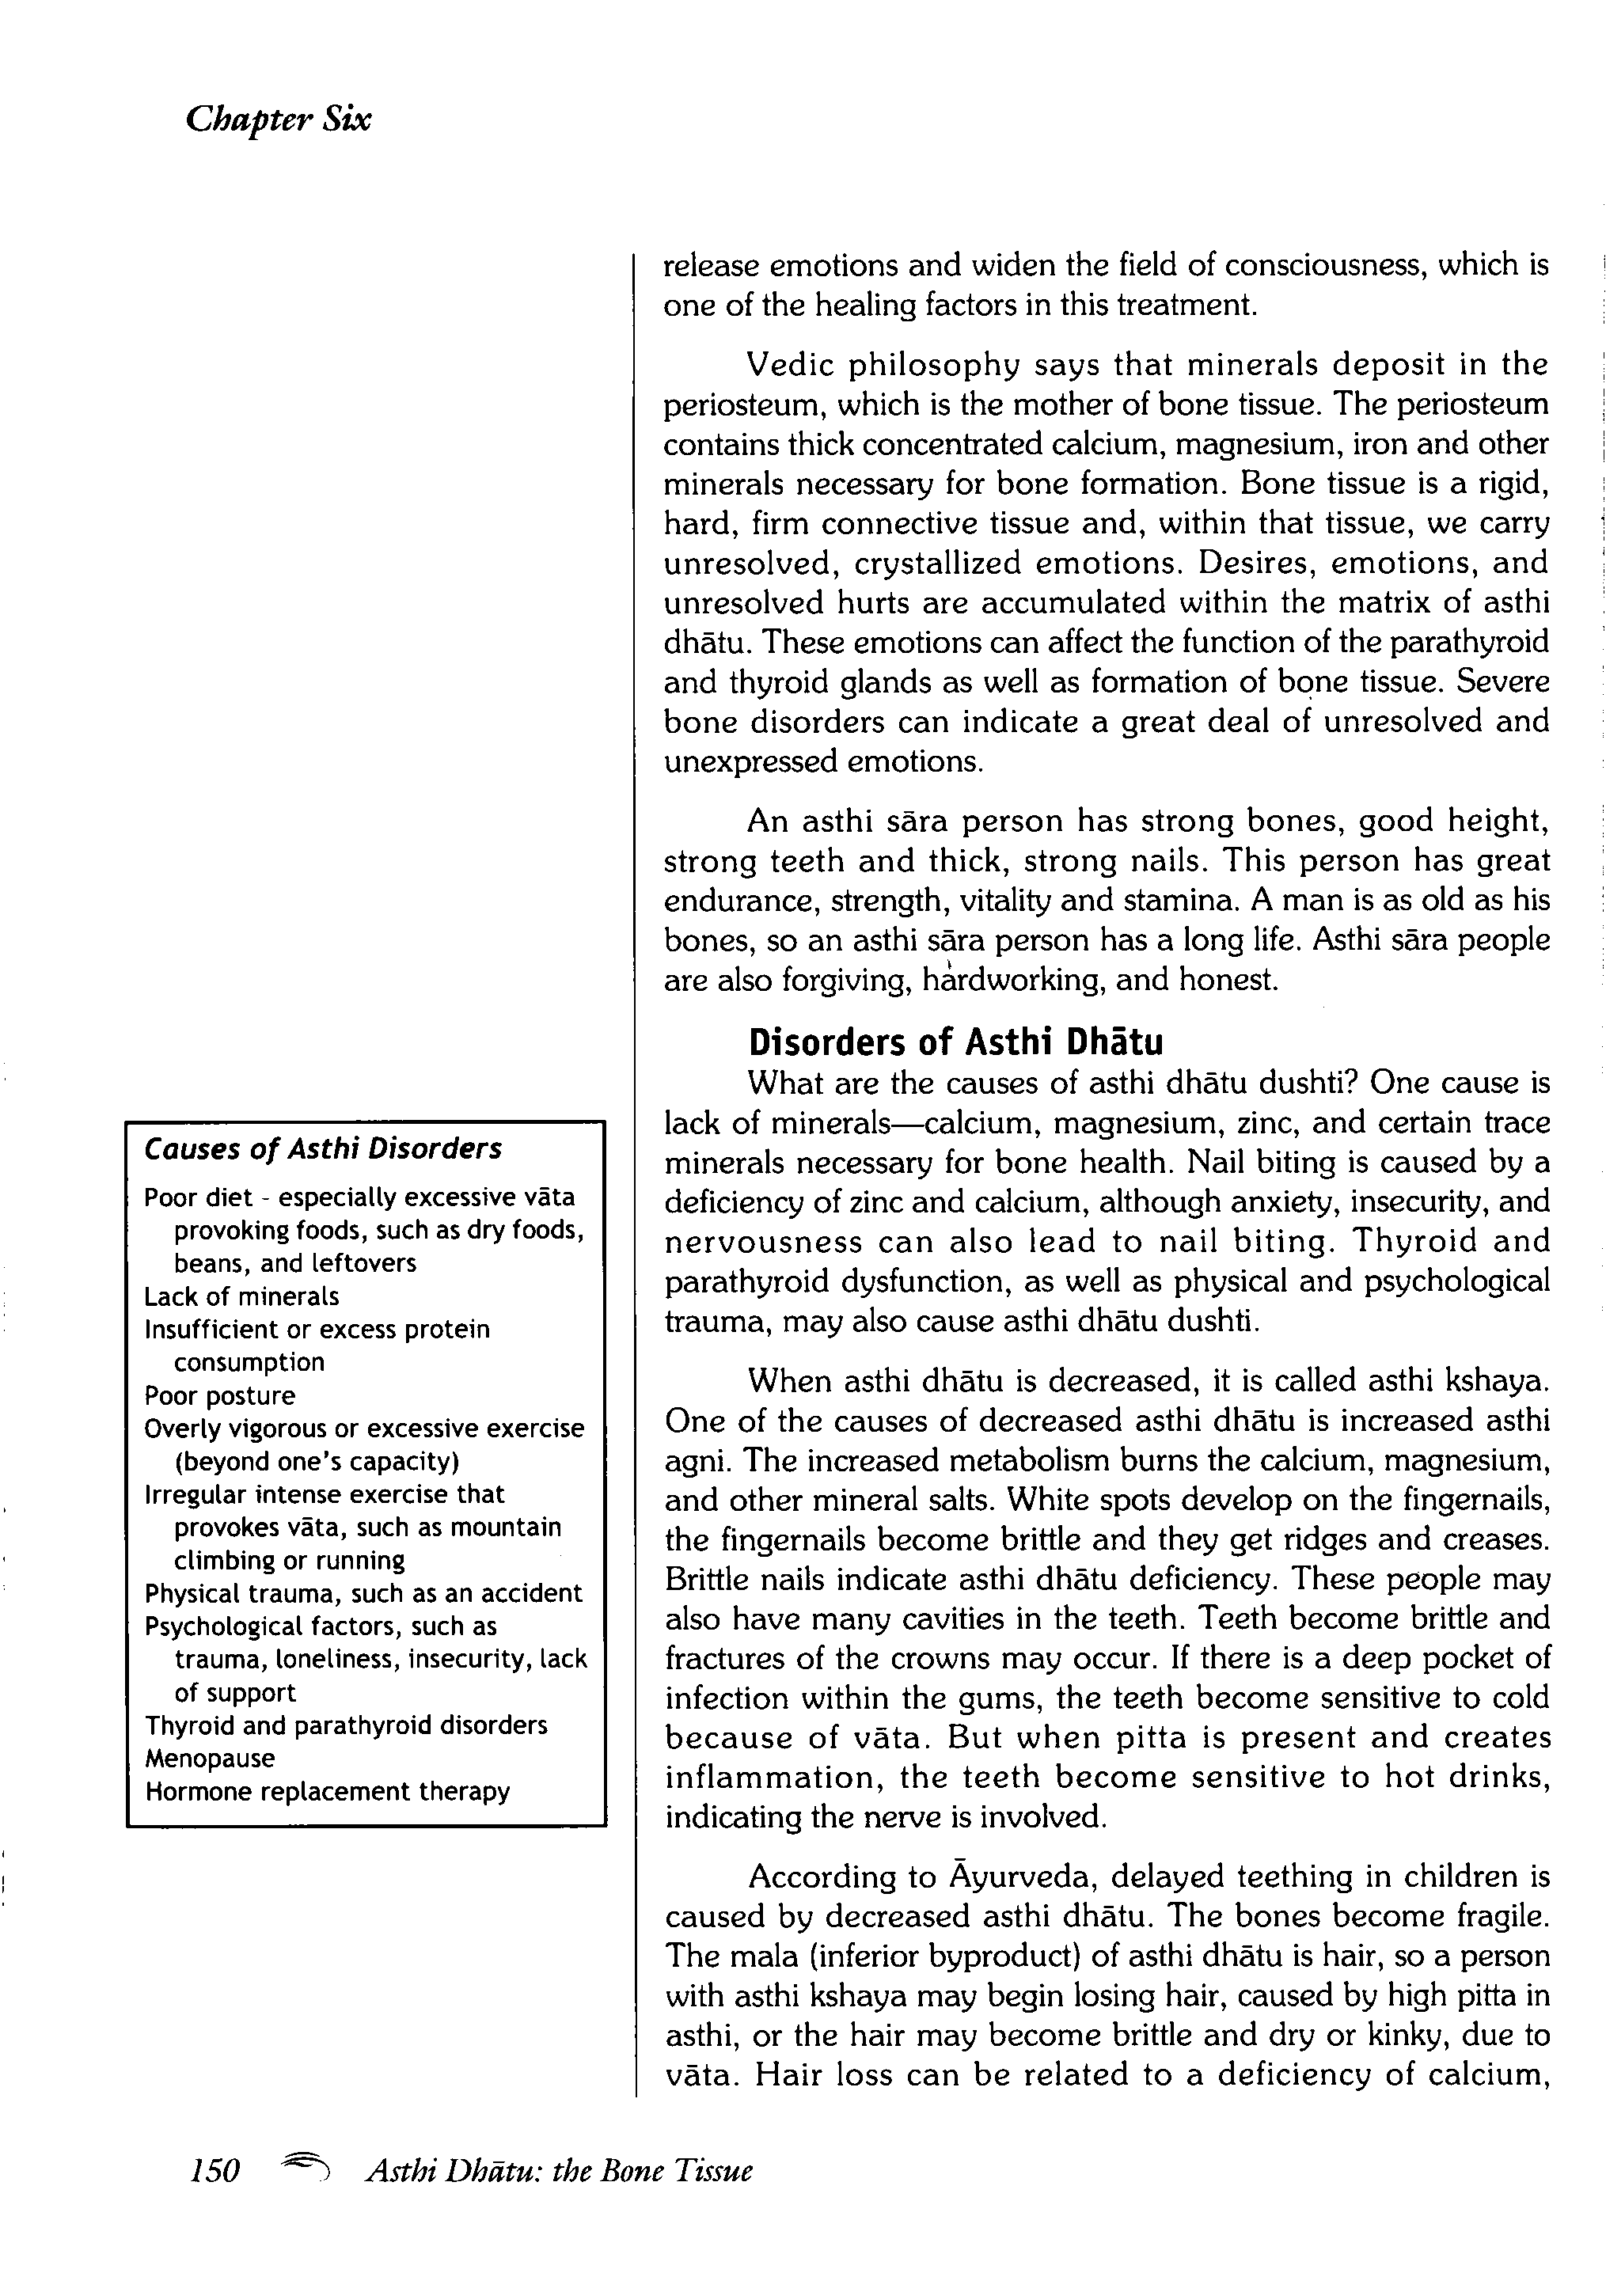 Chapter Six
release emotions and widen the field of consciousness, which is
one of the healing factors in this treatment.
Vedic philosophy says that minerals deposit in the
periosteum, which is the mother of bone tissue. The periosteum
contains thick concentrated calcium, magnesium, iron and other
minerals necessary for bone formation. Bone tissue is a rigid,
hard, firm connective tissue and, within that tissue, we carry
unresolved, crystallized emotions. Desires, emotions, and
unresolved hurts are accumulated within the matrix of asthi
dhātu. These emotions can affect the function of the parathyroid
and thyroid glands as well as formation of bone tissue. Severe
bone disorders can indicate a great deal of unresolved and
unexpressed emotions.
An asthi sāra person has strong bones, good height,
strong teeth and thick, strong nails. This person has great
endurance, strength, vitality and stamina. A man is as old as his
bones, so an asthi sāra person has a long life. Asthi sāra people
are also forgiving, hardworking, and honest.
Disorders of Asthi Dhātu
What are the causes of asthi dhātu dushti? One cause is
lack of minerals—calcium, magnesium, zinc, and certain trace
minerals necessary for bone health. Nail biting is caused by a
deficiency of zinc and calcium, although anxiety, insecurity, and
nervousness can also lead to nail biting. Thyroid and
parathyroid dysfunction, as well as physical and psychological
trauma, may also cause asthi dhātu dushti.
When asthi dhātu is decreased, it is called asthi kshaya.
One of the causes of decreased asthi dhātu is increased asthi
agni. The increased metabolism burns the calcium, magnesium,
and other mineral salts. White spots develop on the fingernails,
the fingernails become brittle and they get ridges and creases.
Brittle nails indicate asthi dhātu deficiency. These people may
also have many cavities in the teeth. Teeth become brittle and
fractures of the crowns may occur. If there is a deep pocket of
infection within the gums, the teeth become sensitive to cold
because of vāta. But when pitta is present and creates
inflammation, the teeth become sensitive to hot drinks,
indicating the nerve is involved.
According to Āyurveda, delayed teething in children is
caused by decreased asthi dhātu. The bones become fragile.
The mala (inferior byproduct) of asthi dhātu is hair, so a person
with asthi kshaya may begin losing hair, caused by high pitta in
asthi, or the hair may become brittle and dry or kinky, due to
vāta. Hair loss can be related to a deficiency of calcium,
Causes of Asthi Disorders
Poor diet - especially excessive vāta
provoking foods, such as dry foods,
beans, and leftovers
Lack of minerals
Insufficient or excess protein
consumption
Poor posture
Overly vigorous or excessive exercise
(beyond one's capacity)
Irregular intense exercise that
provokes vāta, such as mountain
climbing or running
Physical trauma, such as an accident
Psychological factors, such as
trauma, loneliness, insecurity, lack
of support
Thyroid and parathyroid disorders
Menopause
Hormone replacement therapy
150 Asthi Dhātu: the Bone Tissue